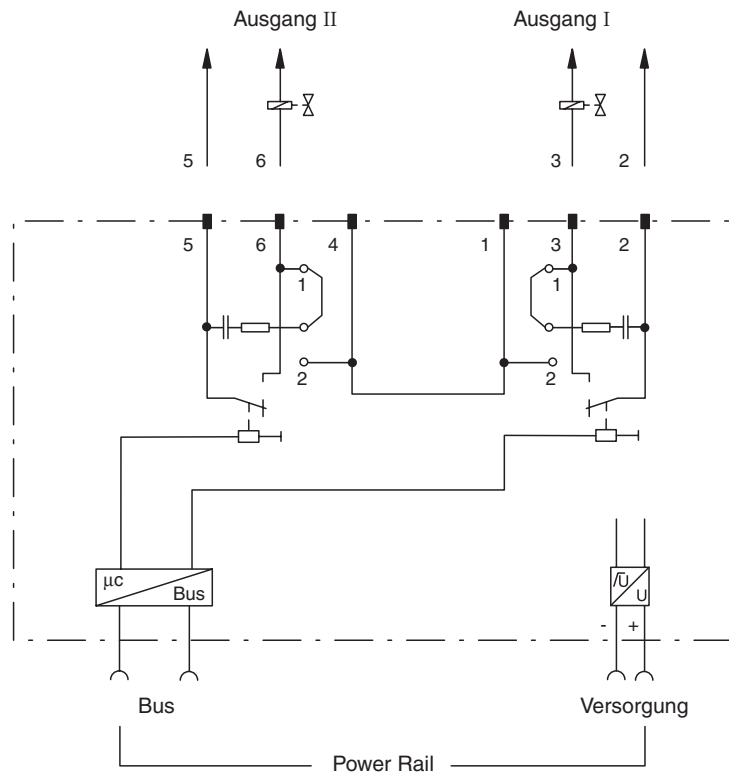 Ausgang II Ausgang I
5 6 3 2
5 6 4 1 3 2
1 1
2 2
µc
Bus
/U̅
U
- +
Bus Versorgung
Power Rail